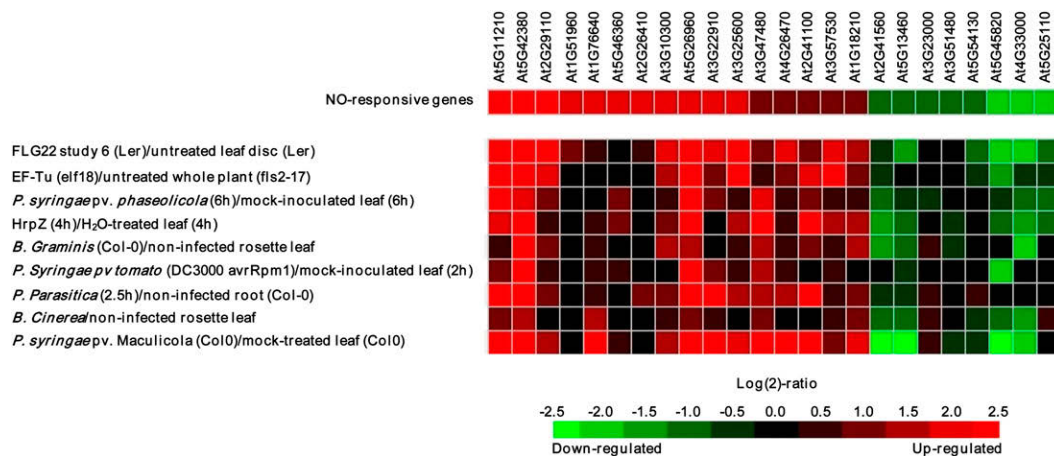 At5G11210
At5G42380
At2G29110
At1G51960
At1G76640
At5G46360
At2G26410
At3G10300
At5G26960
At3G22910
At3G25600
At3G47480
At4G26470
At2G41100
At3G57530
At1G18210
At2G41560
At5G13460
At3G23000
At3G51480
At5G54130
At5G45820
At4G33000
At5G25110
NO-responsive genes
FLG22 study 6 (Ler)/untreated leaf disc (Ler)
EF-Tu (elf18)/untreated whole plant (fls2-17)
P. syringae pv. phaseolicola (6h)/mock-inoculated leaf (6h)
HrpZ (4h)/H₂O-treated leaf (4h)
B. Graminis (Col-0)/non-infected rosette leaf
P. Syringae pv tomato (DC3000 avrRpm1)/mock-inoculated leaf (2h)
P. Parasitica (2.5h)/non-infected root (Col-0)
B. Cinerea/non-infected rosette leaf
P. syringae pv. Maculicola (Col0)/mock-treated leaf (Col0)
Log(2)-ratio
-2.5 -2.0 -1.5 -1.0 -0.5 0.0 0.5 1.0 1.5 2.0 2.5
Down-regulated Up-regulated